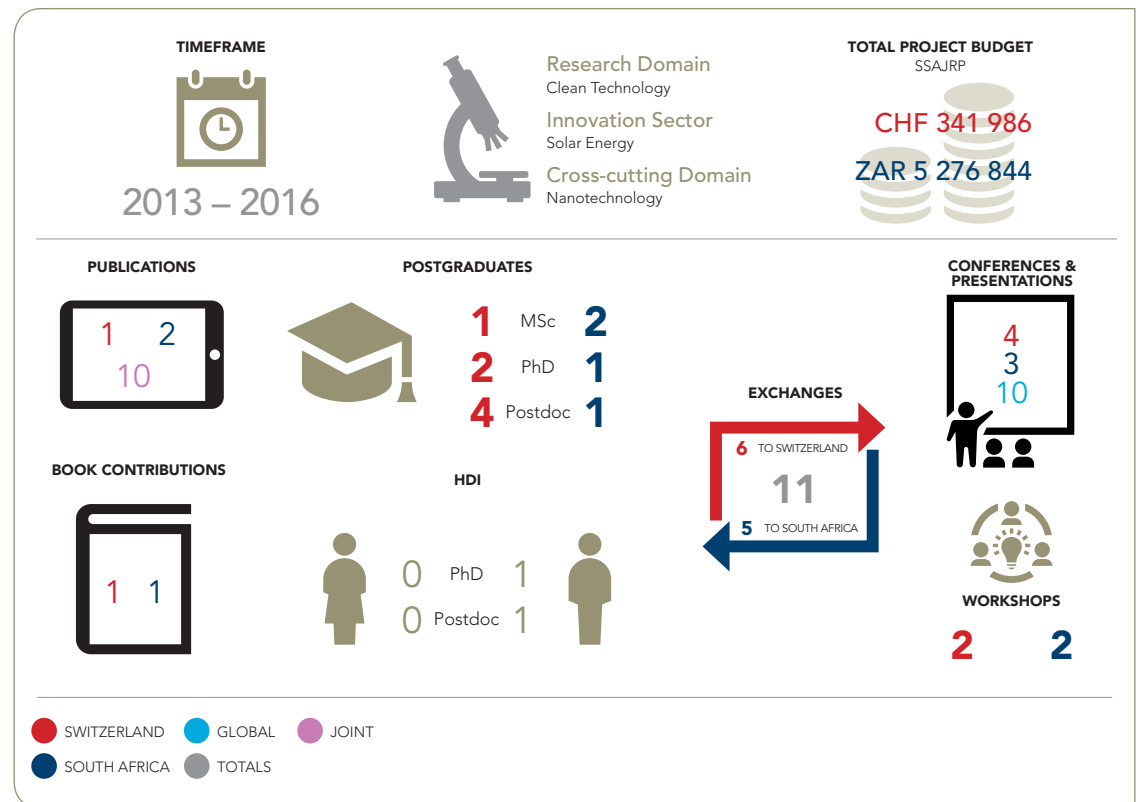 TIMEFRAME
2013 – 2016
Research Domain
Clean Technology
Innovation Sector
Solar Energy
Cross-cutting Domain
Nanotechnology
TOTAL PROJECT BUDGET
SSAJRP
CHF 341 986
ZAR 5 276 844
PUBLICATIONS
1 2
10
POSTGRADUATES
1 MSc 2
2 PhD 1
4 Postdoc 1
EXCHANGES
6 TO SWITZERLAND
11
5 TO SOUTH AFRICA
CONFERENCES &
PRESENTATIONS
4
3
10
BOOK CONTRIBUTIONS
1 1
HDI
0 PhD 1
0 Postdoc 1
WORKSHOPS
2 2
SWITZERLAND GLOBAL JOINT
SOUTH AFRICA TOTALS